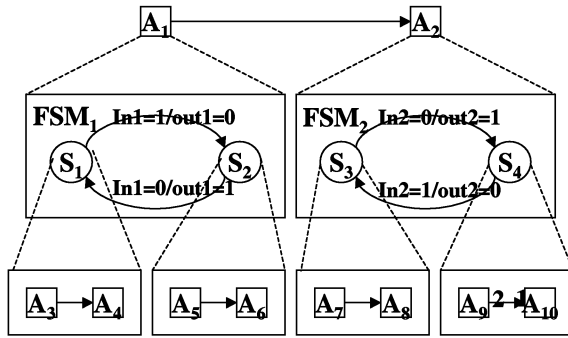 A1 A2
FSM1 In1=1/out1=0 FSM2 In2=0/out2=1
S1 S2 S3 S4
In1=0/out1=1 In2=1/out2=0
A3 A4 A5 A6 A7 A8 A9 2 1 A10